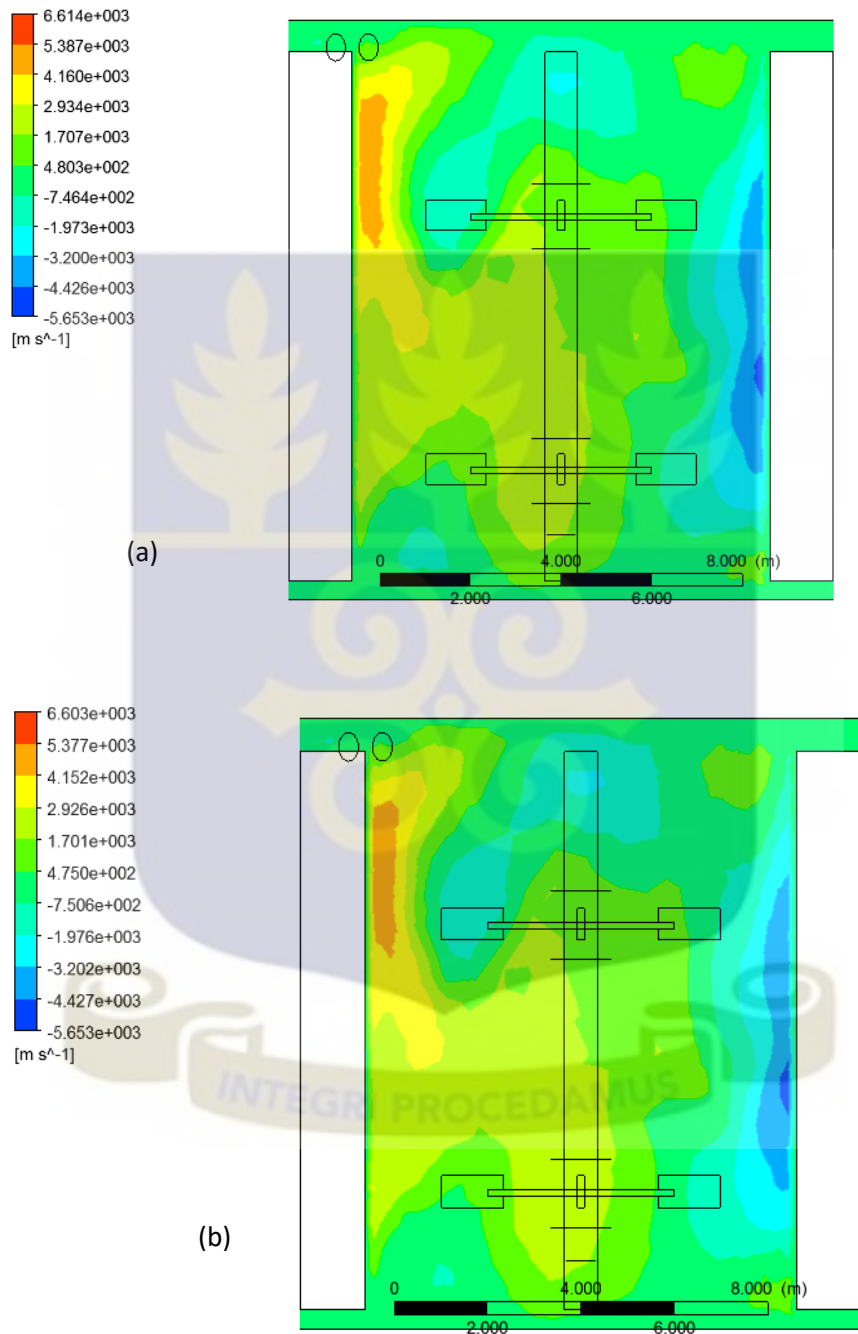 6.614e+003
5.387e+003
4.160e+003
2.934e+003
1.707e+003
4.803e+002
-7.464e+002
-1.973e+003
-3.200e+003
-4.426e+003
-5.653e+003
[m s^-1]
(a)
0 4.000 8.000 (m)
2.000 6.000
6.603e+003
5.377e+003
4.152e+003
2.926e+003
1.701e+003
4.750e+002
-7.506e+002
-1.976e+003
-3.202e+003
-4.427e+003
-5.653e+003
[m s^-1]
INTEGRI PROCEDAMUS
(b)
0 4.000 8.000 (m)
2.000 6.000